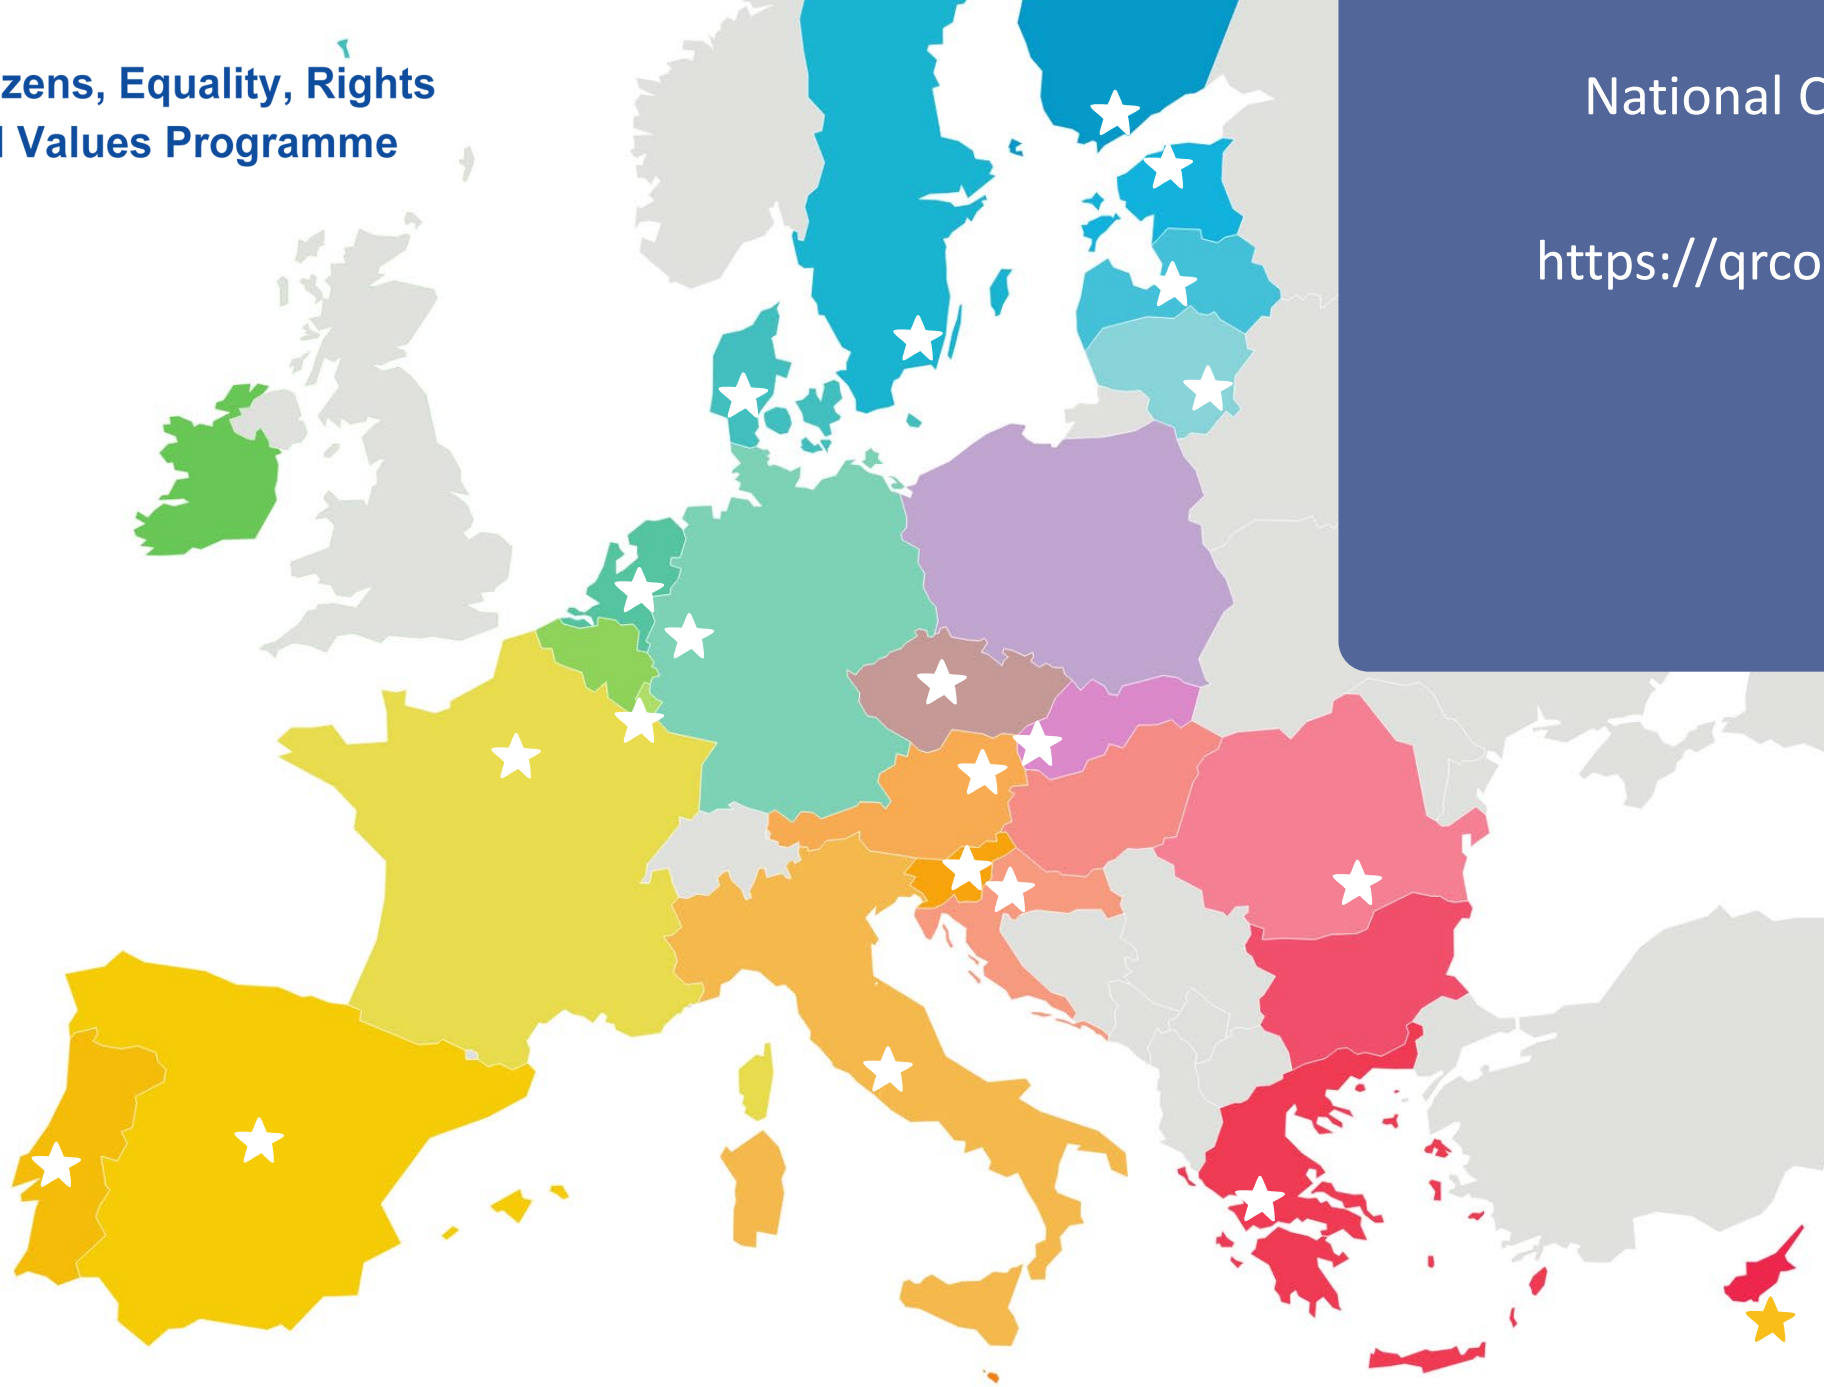 zens, Equality, Rights
Values Programme
National C
https://qrco